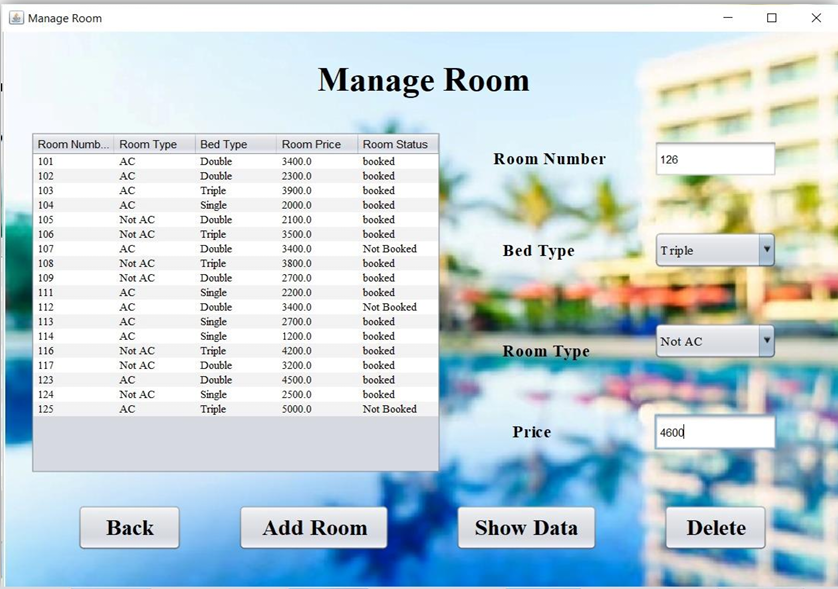 Manage Room
Manage Room
Room Numb... Room Type Bed Type Room Price Room Status
101 AC Double 3400.0 booked
102 AC Double 2300.0 booked
103 AC Triple 3900.0 booked
104 AC Single 2000.0 booked
105 Not AC Double 2100.0 booked
106 Not AC Triple 3500.0 booked
107 AC Double 3400.0 Not Booked
108 Not AC Triple 3800.0 booked
109 Not AC Double 2700.0 booked
111 AC Single 2200.0 booked
112 AC Double 3400.0 Not Booked
113 AC Single 2700.0 booked
114 AC Single 1200.0 booked
116 Not AC Triple 4200.0 booked
117 Not AC Double 3200.0 booked
123 AC Double 4500.0 booked
124 Not AC Single 2500.0 booked
125 AC Triple 5000.0 Not Booked
Room Number 126
Bed Type Triple
Room Type Not AC
Price 4600
Back Add Room Show Data Delete